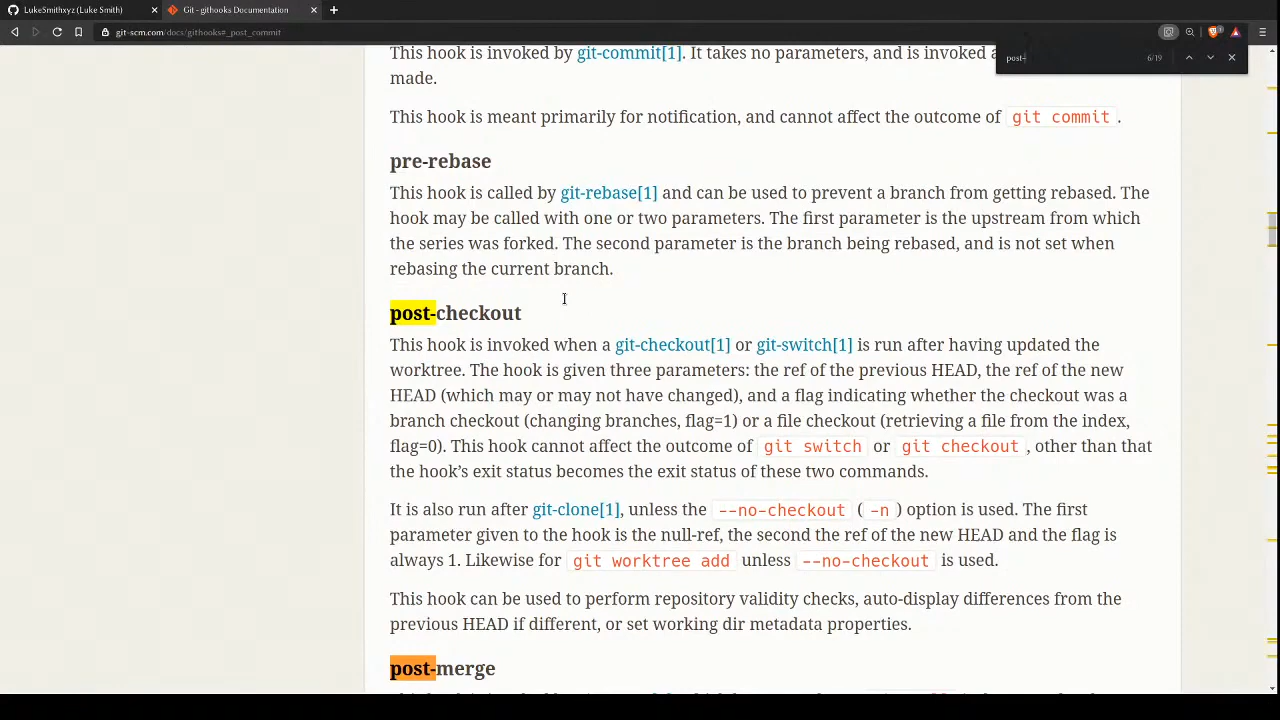 LukeSmithxyz (Luke Smith)
Git - githooks Documentation
git-scm.com/docs/githooks#_post_commit
post-
6/19
This hook is invoked by git-commit[1]. It takes no parameters, and is invoked a
made.
This hook is meant primarily for notification, and cannot affect the outcome of git commit.
pre-rebase
This hook is called by git-rebase[1] and can be used to prevent a branch from getting rebased. The
hook may be called with one or two parameters. The first parameter is the upstream from which
the series was forked. The second parameter is the branch being rebased, and is not set when
rebasing the current branch.
post-checkout
This hook is invoked when a git-checkout[1] or git-switch[1] is run after having updated the
worktree. The hook is given three parameters: the ref of the previous HEAD, the ref of the new
HEAD (which may or may not have changed), and a flag indicating whether the checkout was a
branch checkout (changing branches, flag=1) or a file checkout (retrieving a file from the index,
flag=0). This hook cannot affect the outcome of git switch or git checkout, other than that
the hook’s exit status becomes the exit status of these two commands.
It is also run after git-clone[1], unless the --no-checkout (-n) option is used. The first
parameter given to the hook is the null-ref, the second the ref of the new HEAD and the flag is
always 1. Likewise for git worktree add unless --no-checkout is used.
This hook can be used to perform repository validity checks, auto-display differences from the
previous HEAD if different, or set working dir metadata properties.
post-merge